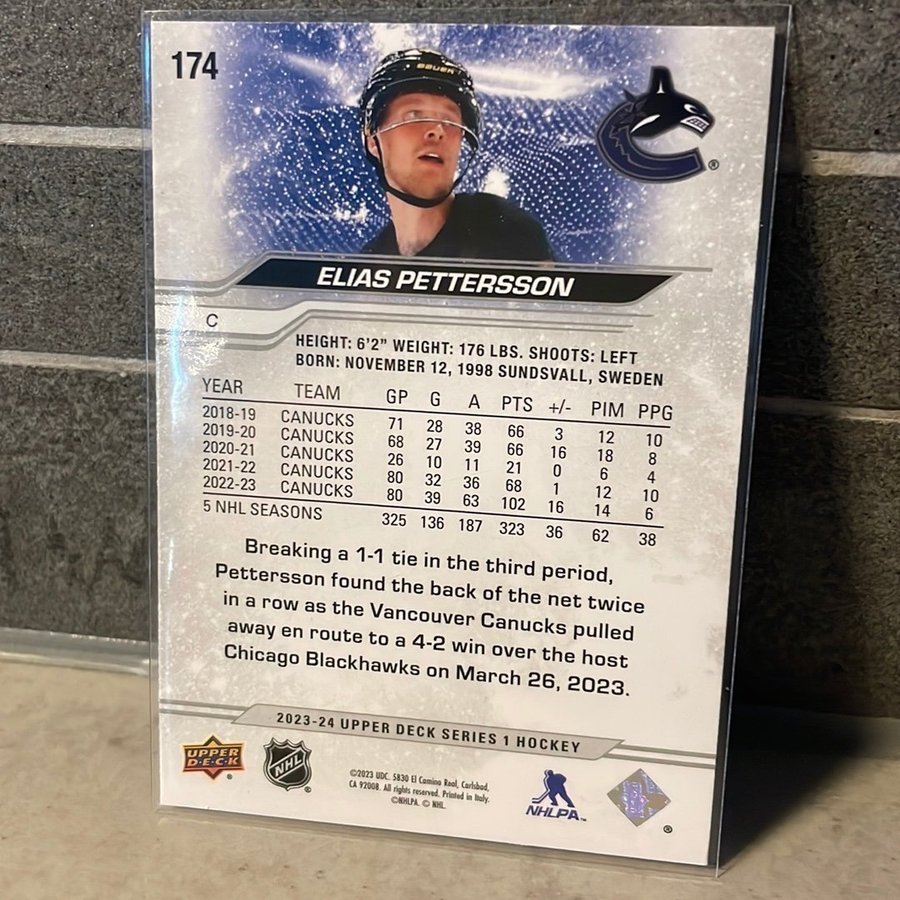 174
BAUER
®
ELIAS PETTERSSON
C
HEIGHT: 6'2" WEIGHT: 176 LBS. SHOOTS: LEFT
BORN: NOVEMBER 12, 1998 SUNDSVALL, SWEDEN
YEAR TEAM GP G A PTS +/- PIM PPG
2018-19 CANUCKS 71 28 38 66 3 12 10
2019-20 CANUCKS 68 27 39 66 16 18 8
2020-21 CANUCKS 26 10 11 21 0 6 4
2021-22 CANUCKS 80 32 36 68 1 12 10
2022-23 CANUCKS 80 39 63 102 16 14 6
5 NHL SEASONS 325 136 187 323 36 62 38
Breaking a 1-1 tie in the third period,
Pettersson found the back of the net twice
in a row as the Vancouver Canucks pulled
away en route to a 4-2 win over the host
Chicago Blackhawks on March 26, 2023.
2023-24 UPPER DECK SERIES 1 HOCKEY
UPPER
D·E·C·K
®
NHL
®
©2023 UDC. 5830 El Camino Real, Carlsbad,
CA 92008. All rights reserved. Printed in Italy.
©NHLPA. © NHL.
NHLPA™
®